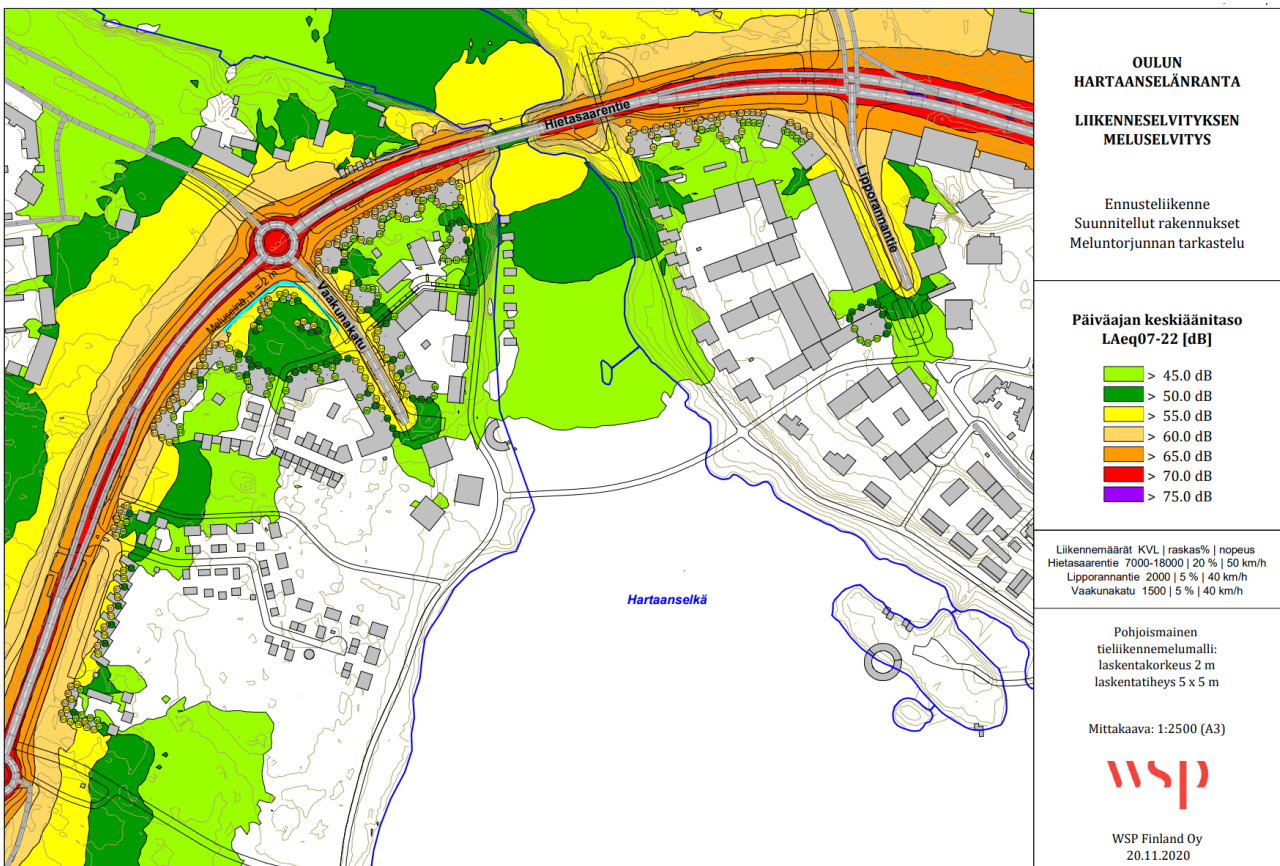 OULUN
HARTAANSELÄNRANTA
LIIKENNESELVITYKSEN
MELUSELVITYS
Ennusteliikenne
Suunnitellut rakennukset
Meluntorjunnan tarkastelu
Päiväajan keskiäänitaso
LAeq07-22 [dB]
> 45.0 dB
> 50.0 dB
> 55.0 dB
> 60.0 dB
> 65.0 dB
> 70.0 dB
> 75.0 dB
Liikennemäärät KVL | raskas% | nopeus
Hietasaarentie 7000-18000 | 20 % | 50 km/h
Lipporannantie 2000 | 5 % | 40 km/h
Vaakunakatu 1500 | 5 % | 40 km/h
Pohjoismainen
tieliikennemelumalli:
laskentakorkeus 2 m
laskentatiheys 5 x 5 m
Mittakaava: 1:2500 (A3)
wsp
WSP Finland Oy
20.11.2020
Hietasaarentie
Lipporannantie
Vaakunakatu
Meluseinä, h = 2 m
Hartaanselkä